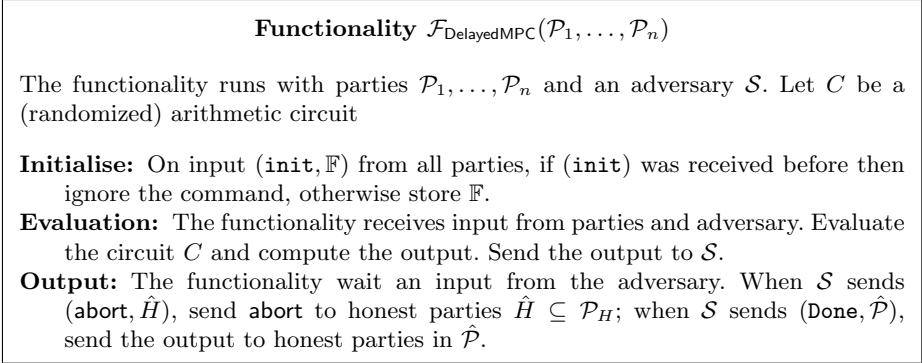 Functionality $\mathcal{F}_{\mathsf{DelayedMPC}}(\mathcal{P}_1, \ldots, \mathcal{P}_n)$
The functionality runs with parties $\mathcal{P}_1, \ldots, \mathcal{P}_n$ and an adversary $\mathcal{S}$. Let $C$ be a
(randomized) arithmetic circuit
Initialise: On input (init, $\mathbb{F}$) from all parties, if (init) was received before then
ignore the command, otherwise store $\mathbb{F}$.
Evaluation: The functionality receives input from parties and adversary. Evaluate
the circuit $C$ and compute the output. Send the output to $\mathcal{S}$.
Output: The functionality wait an input from the adversary. When $\mathcal{S}$ sends
(abort, $\hat{H}$), send abort to honest parties $\hat{H} \subseteq \mathcal{P}_H$; when $\mathcal{S}$ sends (Done, $\hat{\mathcal{P}}$),
send the output to honest parties in $\hat{\mathcal{P}}$.